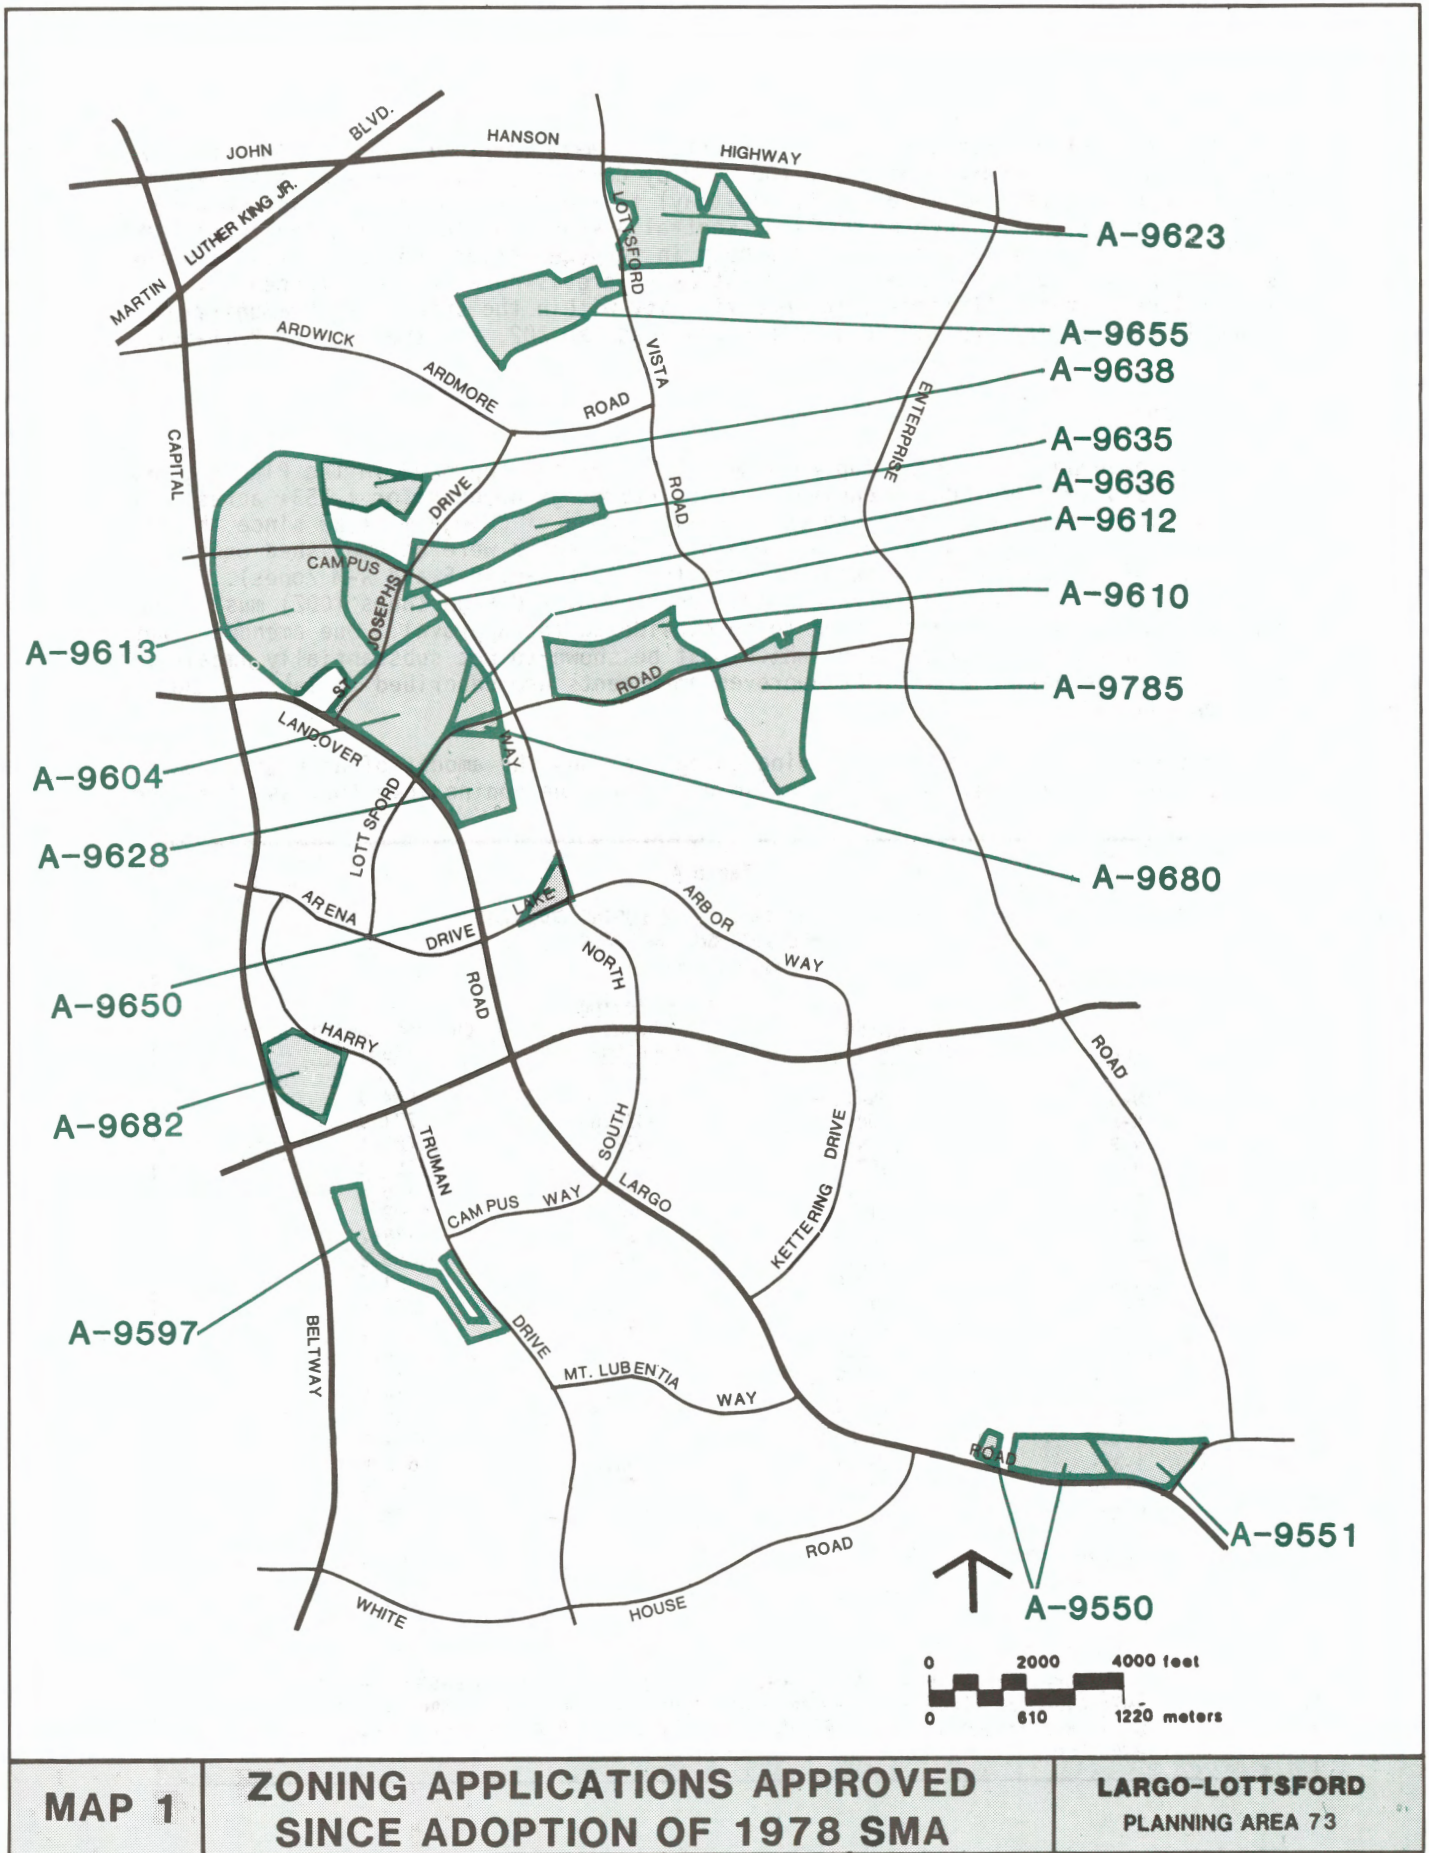 JOHN
HANSON
HIGHWAY
MARTIN
LUTHER KING JR.
BLVD.
LOTTSFORD
VISTA
ROAD
A-9623
A-9655
A-9638
A-9635
A-9636
A-9612
A-9610
A-9785
A-9680
ARDWICK
ARDMORE
ROAD
ENTERPRISE
ROAD
CAPITAL
BELTWAY
DRIVE
CAMPUS
JOSEPHS
ST.
WAY
ROAD
LANDOVER
ROAD
LOTTSFORD
A-9613
A-9604
A-9628
A-9650
A-9682
A-9597
ARENA
DRIVE
LAKE
ARBOR
WAY
NORTH
SOUTH
HARRY
TRUMAN
DRIVE
CAMPUS WAY
LARGO
ROAD
KETTERING DRIVE
MT. LUBENTIA
WAY
WHITE
HOUSE
ROAD
A-9551
A-9550
0 2000 4000 feet
0 610 1220 meters
MAP 1
ZONING APPLICATIONS APPROVED
SINCE ADOPTION OF 1978 SMA
LARGO-LOTTSFORD
PLANNING AREA 73